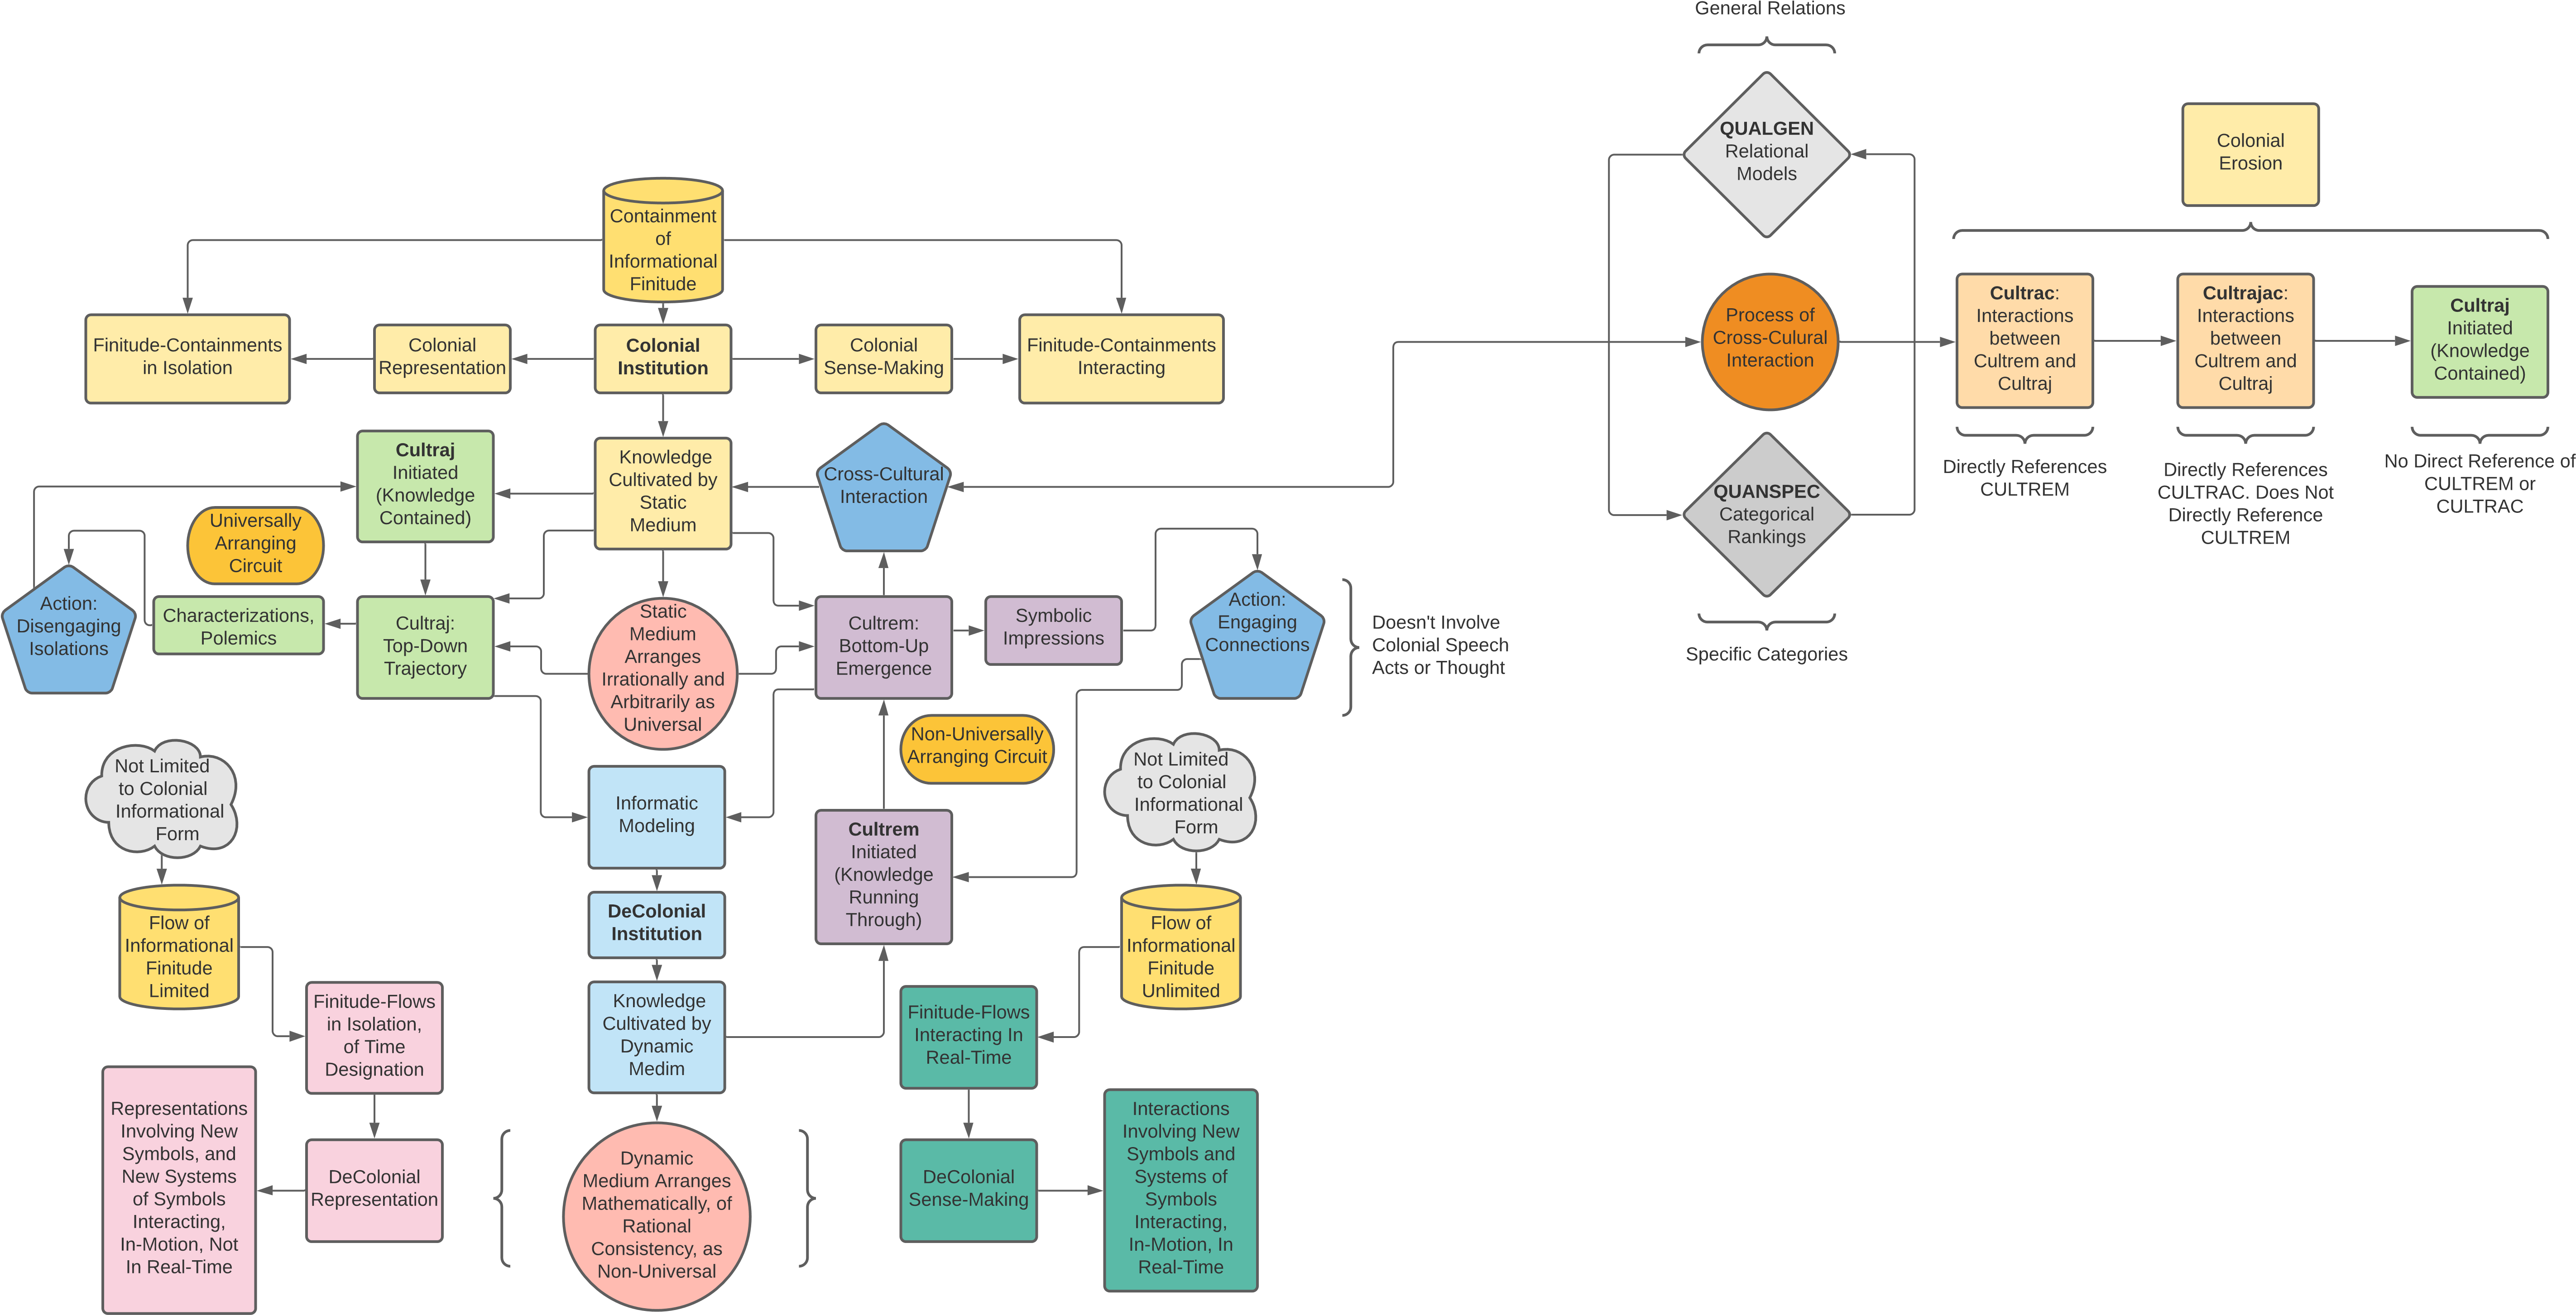 General Relations
QUALGEN
Relational
Models
Colonial
Erosion
Containment
of
Informational
Finitude
Finitude-Containments
in Isolation
Colonial
Representation
Colonial
Institution
Colonial
Sense-Making
Finitude-Containments
Interacting
Process of
Cross-Culural
Interaction
Cultrac:
Interactions
between
Cultrem and
Cultraj
Cultrajac:
Interactions
between
Cultrem and
Cultraj
Cultraj
Initiated
(Knowledge
Contained)
Cultraj
Initiated
(Knowledge
Contained)
Knowledge
Cultivated by
Static
Medium
Cross-Cultural
Interaction
QUANSPEC
Categorical
Rankings
Directly References
CULTREM
Directly References
CULTRAC. Does Not
Directly Reference
CULTREM
No Direct Reference of
CULTREM or
CULTRAC
Universally
Arranging
Circuit
Action:
Disengaging
Isolations
Characterizations,
Polemics
Cultraj:
Top-Down
Trajectory
Static
Medium
Arranges
Irrationally and
Arbitrarily as
Universal
Cultrem:
Bottom-Up
Emergence
Symbolic
Impressions
Action:
Engaging
Connections
Doesn't Involve
Colonial Speech
Acts or Thought
Specific Categories
Not Limited
to Colonial
Informational
Form
Informatic
Modeling
Non-Universally
Arranging Circuit
Not Limited
to Colonial
Informational
Form
Cultrem
Initiated
(Knowledge
Running
Through)
Flow of
Informational
Finitude
Limited
DeColonial
Institution
Flow of
Informational
Finitude
Unlimited
Finitude-Flows
in Isolation,
of Time
Designation
Knowledge
Cultivated by
Dynamic
Medim
Finitude-Flows
Interacting In
Real-Time
Representations
Involving New
Symbols, and
New Systems
of Symbols
Interacting,
In-Motion, Not
In Real-Time
DeColonial
Representation
Dynamic
Medium Arranges
Mathematically, of
Rational
Consistency, as
Non-Universal
DeColonial
Sense-Making
Interactions
Involving New
Symbols and
Systems of
Symbols
Interacting,
In-Motion, In
Real-Time